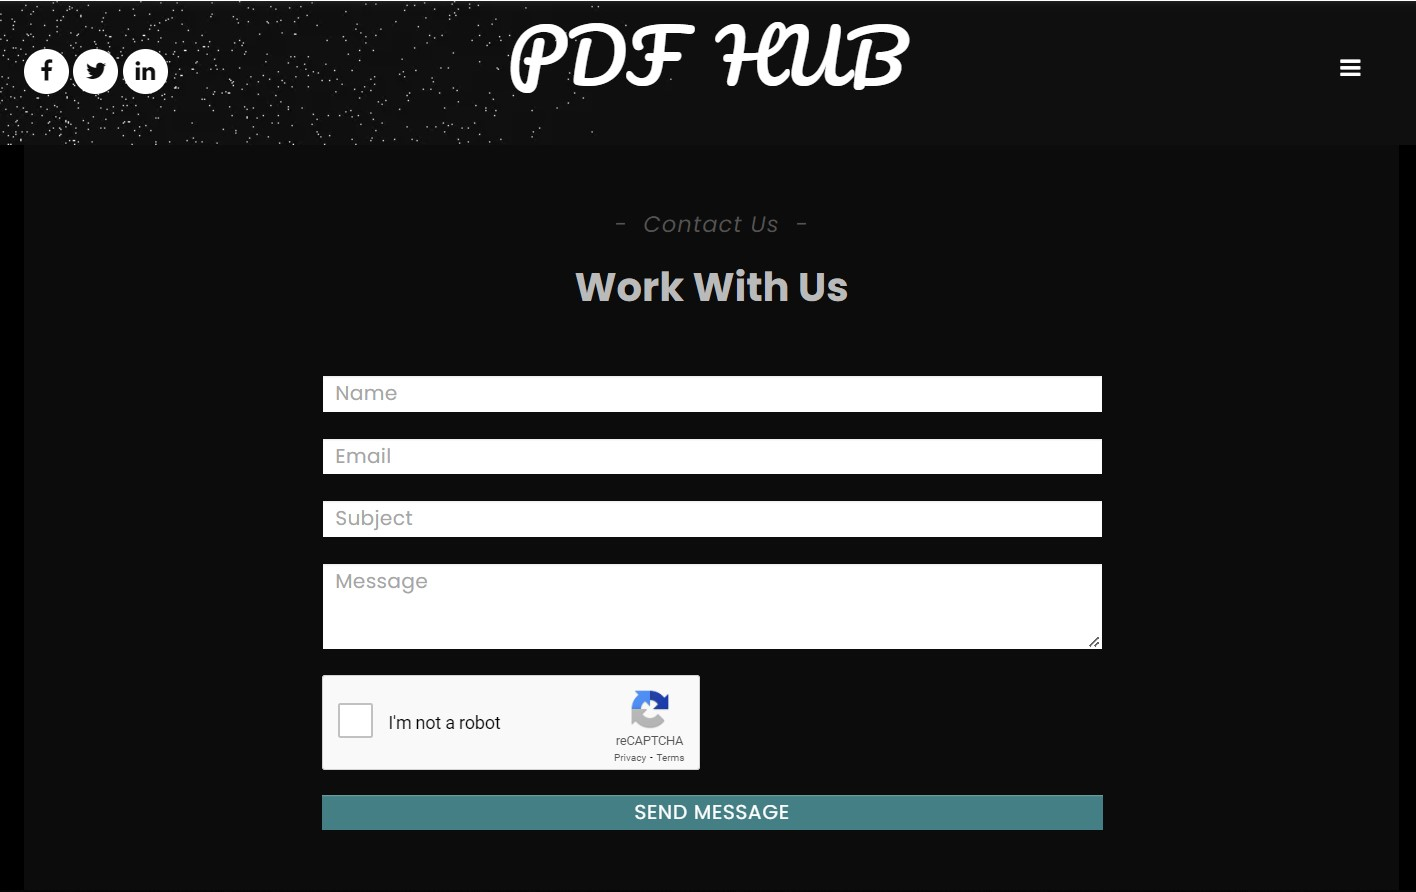 PDF HUB
- Contact Us -
Work With Us
Name
Email
Subject
Message
I'm not a robot
reCAPTCHA
Privacy - Terms
SEND MESSAGE